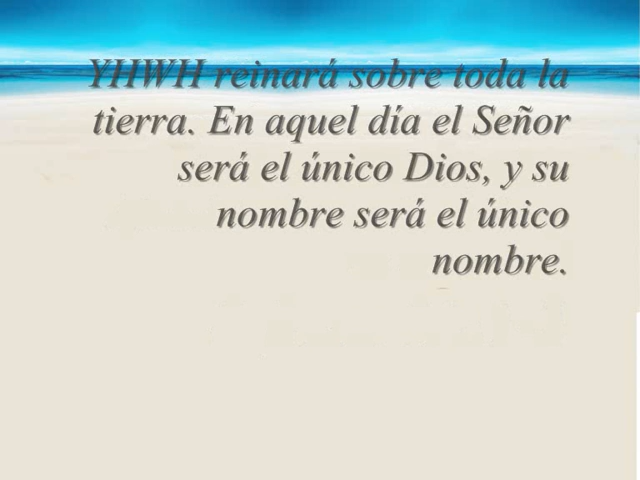 YHWH reinará sobre toda la
tierra. En aquel día el Señor
será el único Dios, y su
nombre será el único
nombre.